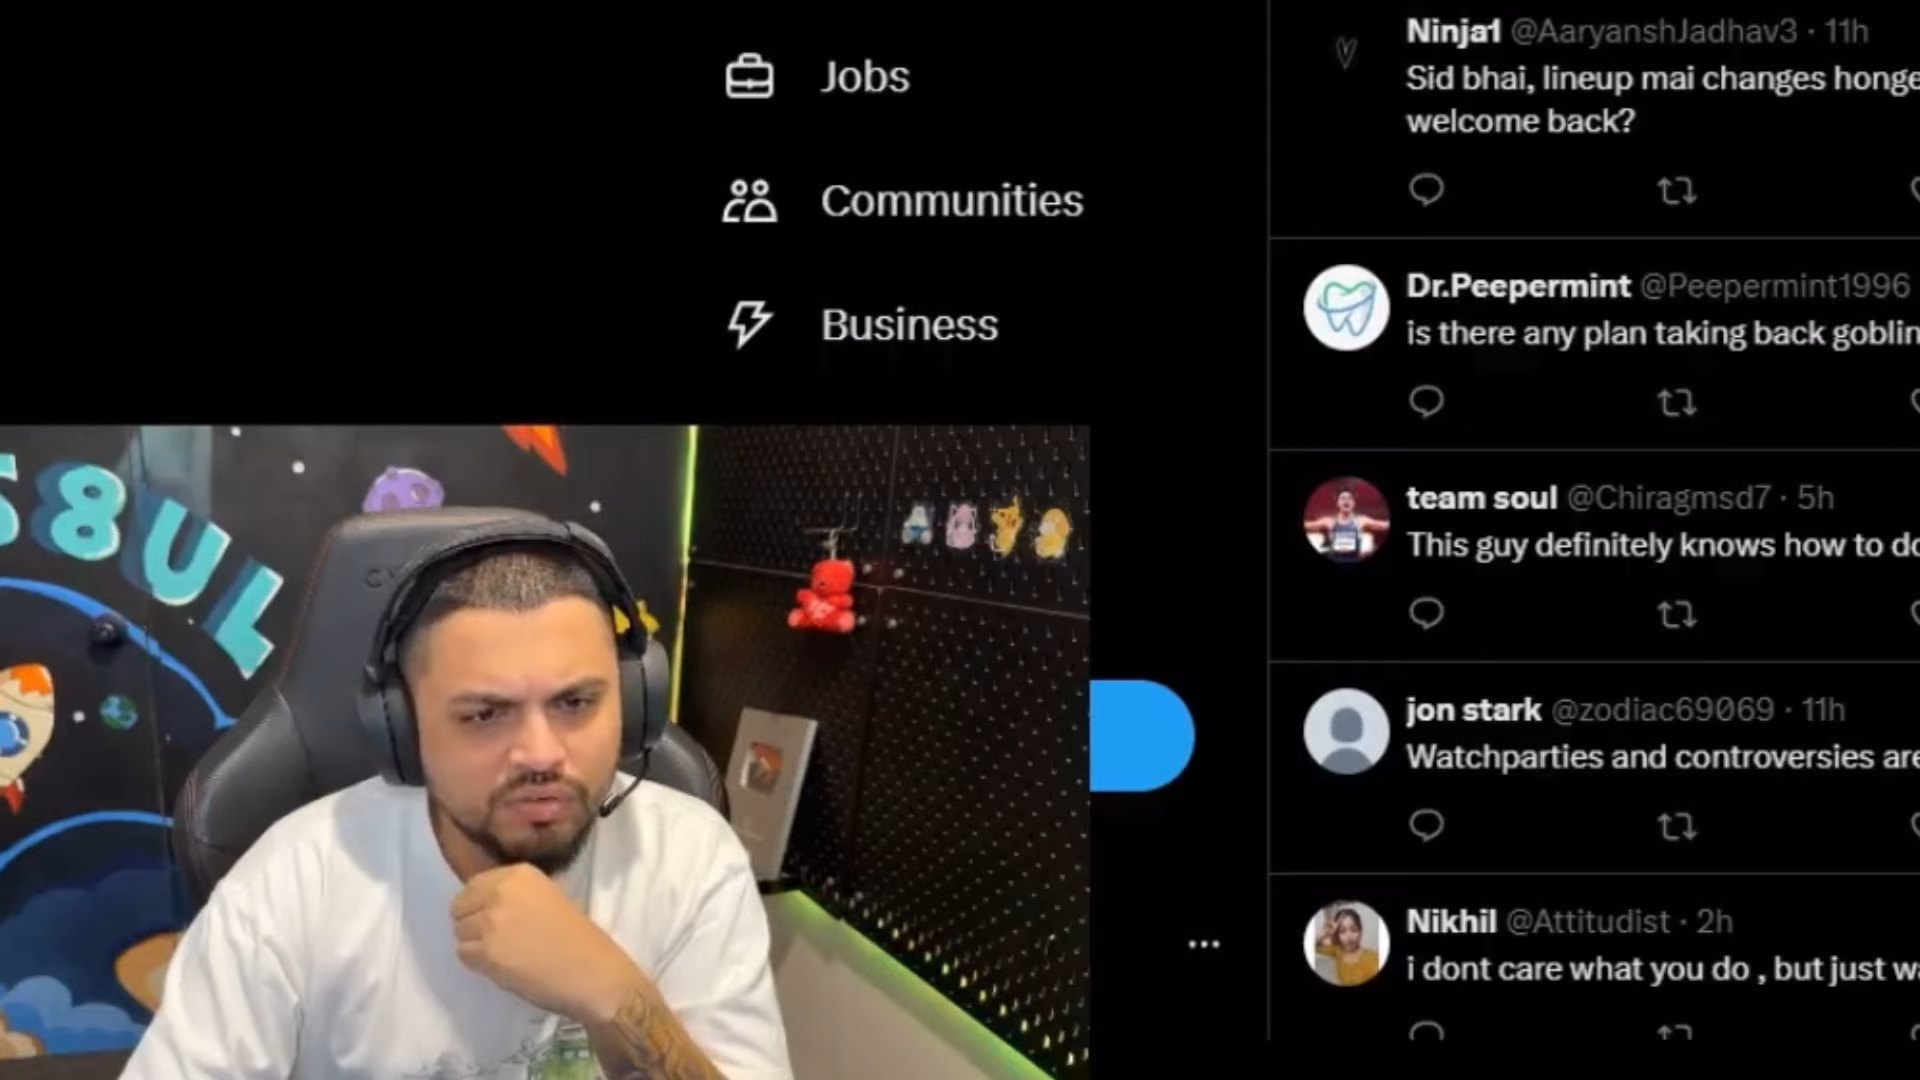 Jobs
Communities
Business
S8UL
Ninja1 @AaryanshJadhav3 · 11h
Sid bhai, lineup mai changes honge
welcome back?
Dr.Peepermint @Peepermint1996
is there any plan taking back goblin
team soul @Chiragmsd7 · 5h
This guy definitely knows how to do
jon stark @zodiac69069 · 11h
Watchparties and controversies are
Nikhil @Attitudist · 2h
i dont care what you do , but just wa